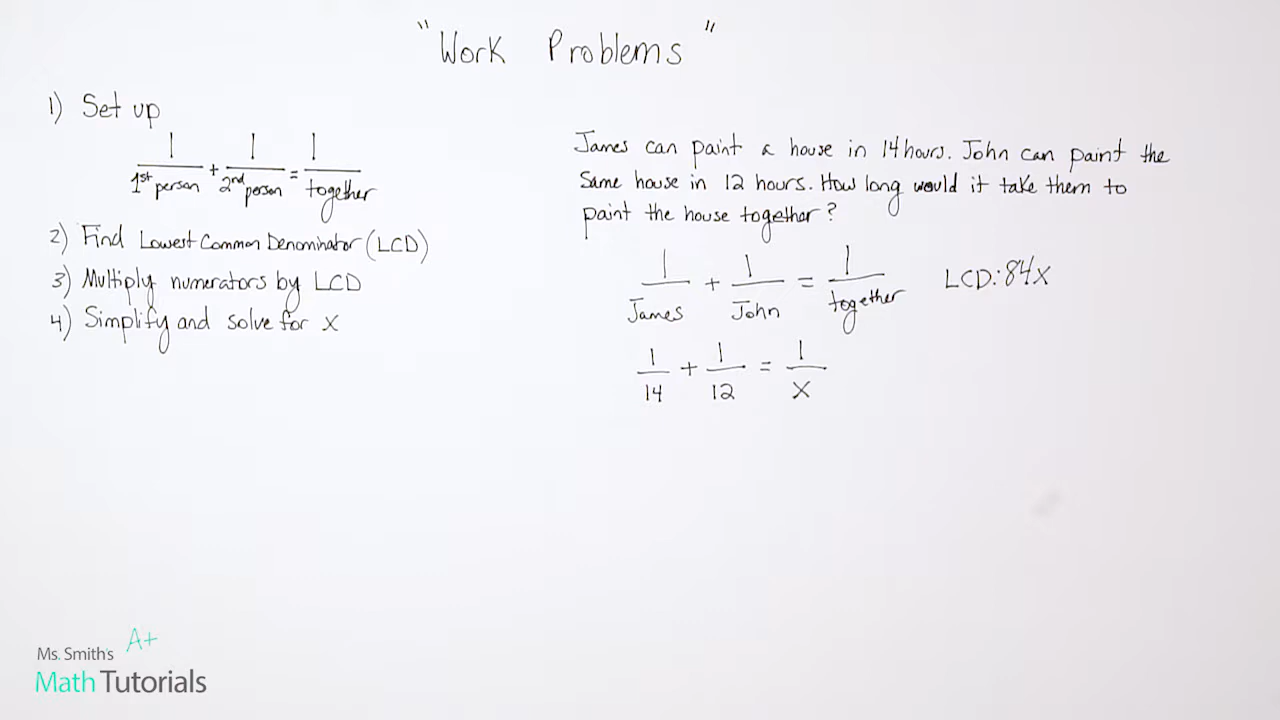 "Work Problems"
1) Set up
1/1st person + 1/2nd person = 1/together
2) Find Lowest Common Denominator (LCD)
3) Multiply numerators by LCD
4) Simplify and solve for x
James can paint a house in 14 hours. John can paint the
same house in 12 hours. How long would it take them to
paint the house together?
1/James + 1/John = 1/together LCD: 84x
1/14 + 1/12 = 1/x
A+
Ms. Smith's
Math Tutorials